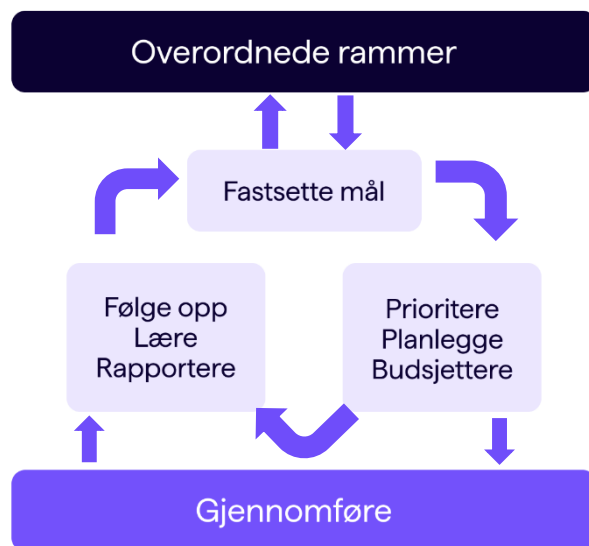 Overordnede rammer
Fastsette mål
Følge opp
Lære
Rapportere
Prioritere
Planlegge
Budsjettere
Gjennomføre